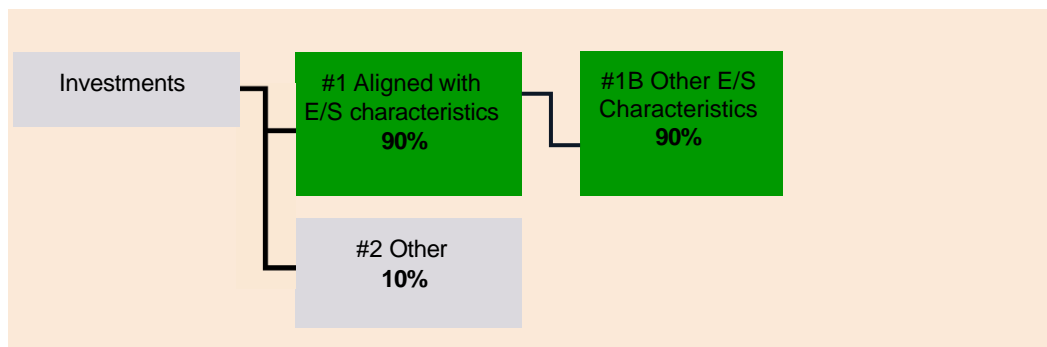 Investments
#1 Aligned with
E/S characteristics
90%
#1B Other E/S
Characteristics
90%
#2 Other
10%